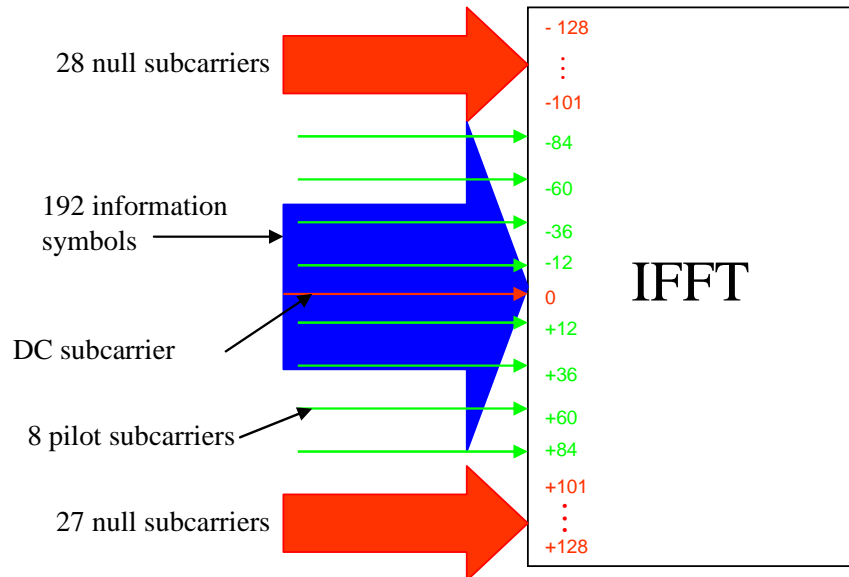 28 null subcarriers
192 information
symbols
DC subcarrier
8 pilot subcarriers
27 null subcarriers
- 128
-101
-84
-60
-36
-12
0
+12
+36
+60
+84
+101
+128
IFFT